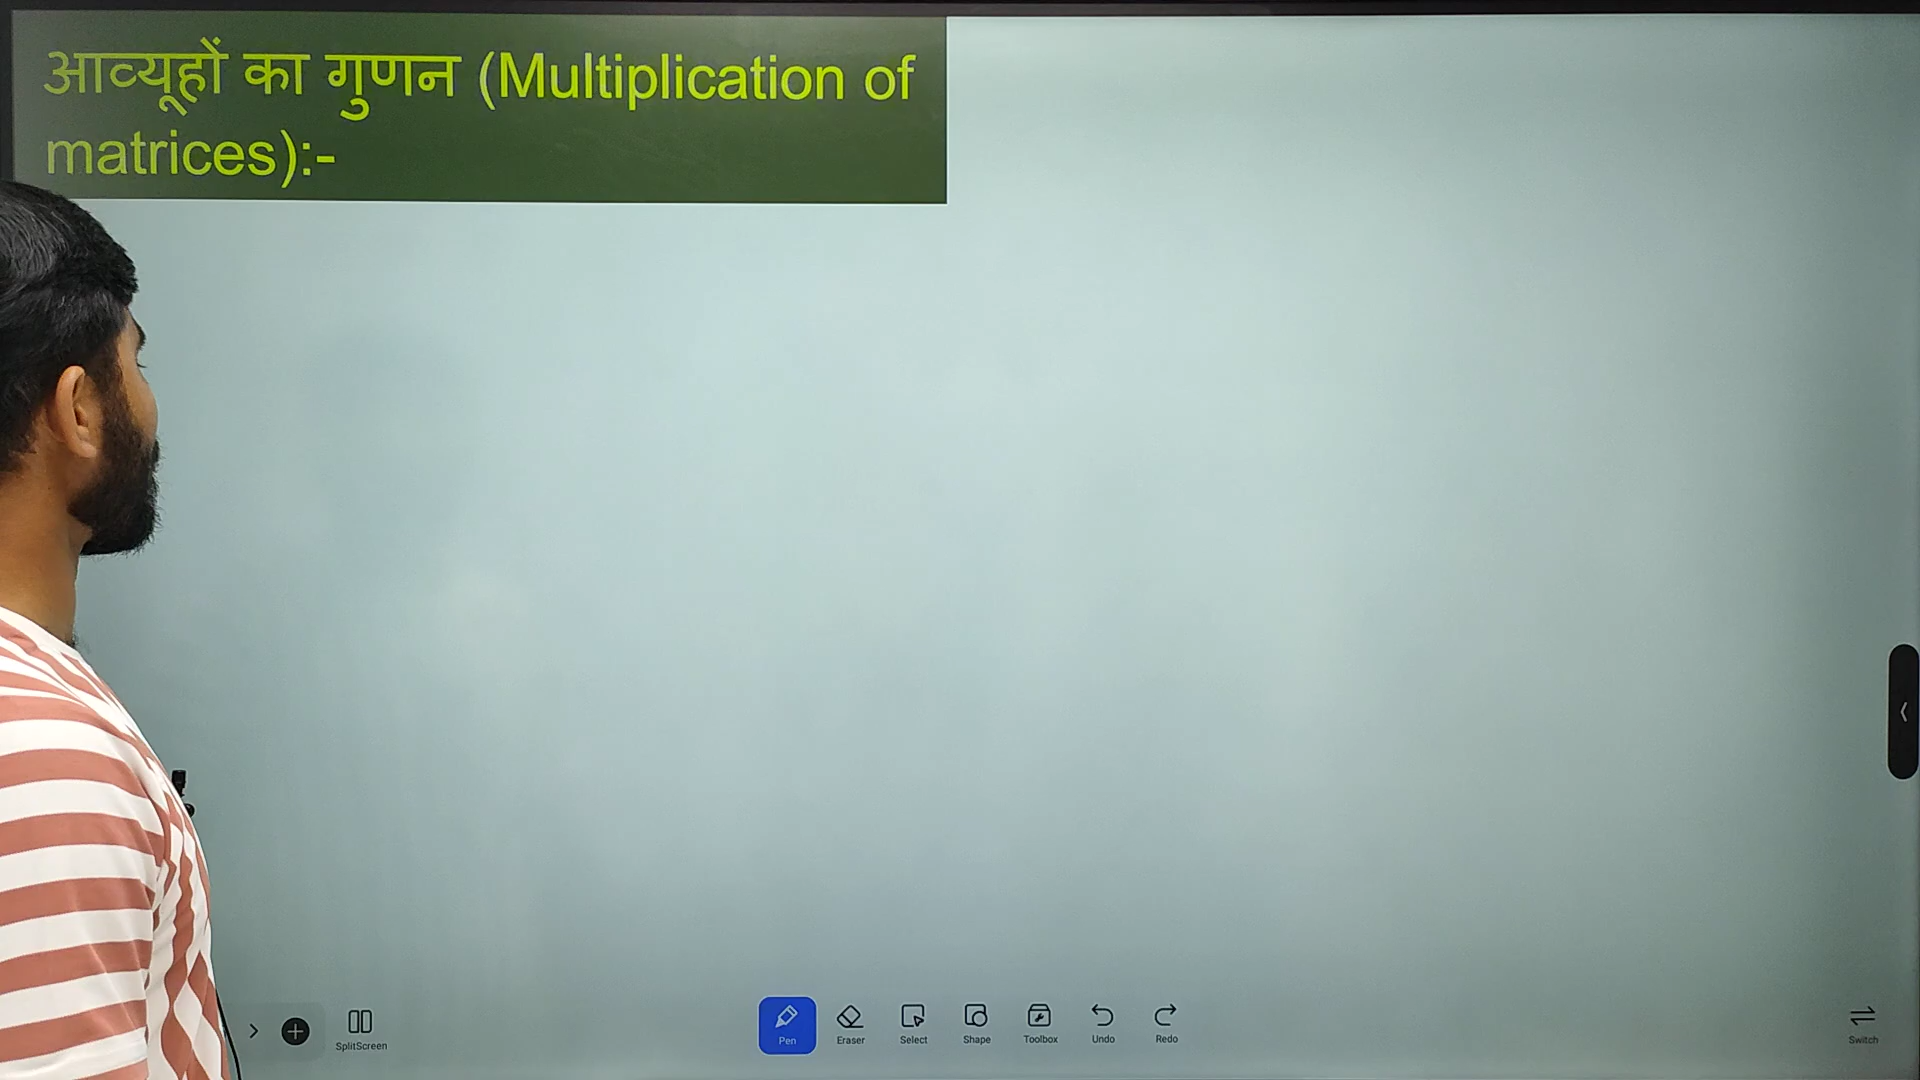 आव्यूहों का गुणन (Multiplication of
matrices):-
SplitScreen
Pen
Eraser
Select
Shape
Toolbox
Undo
Redo
Switch